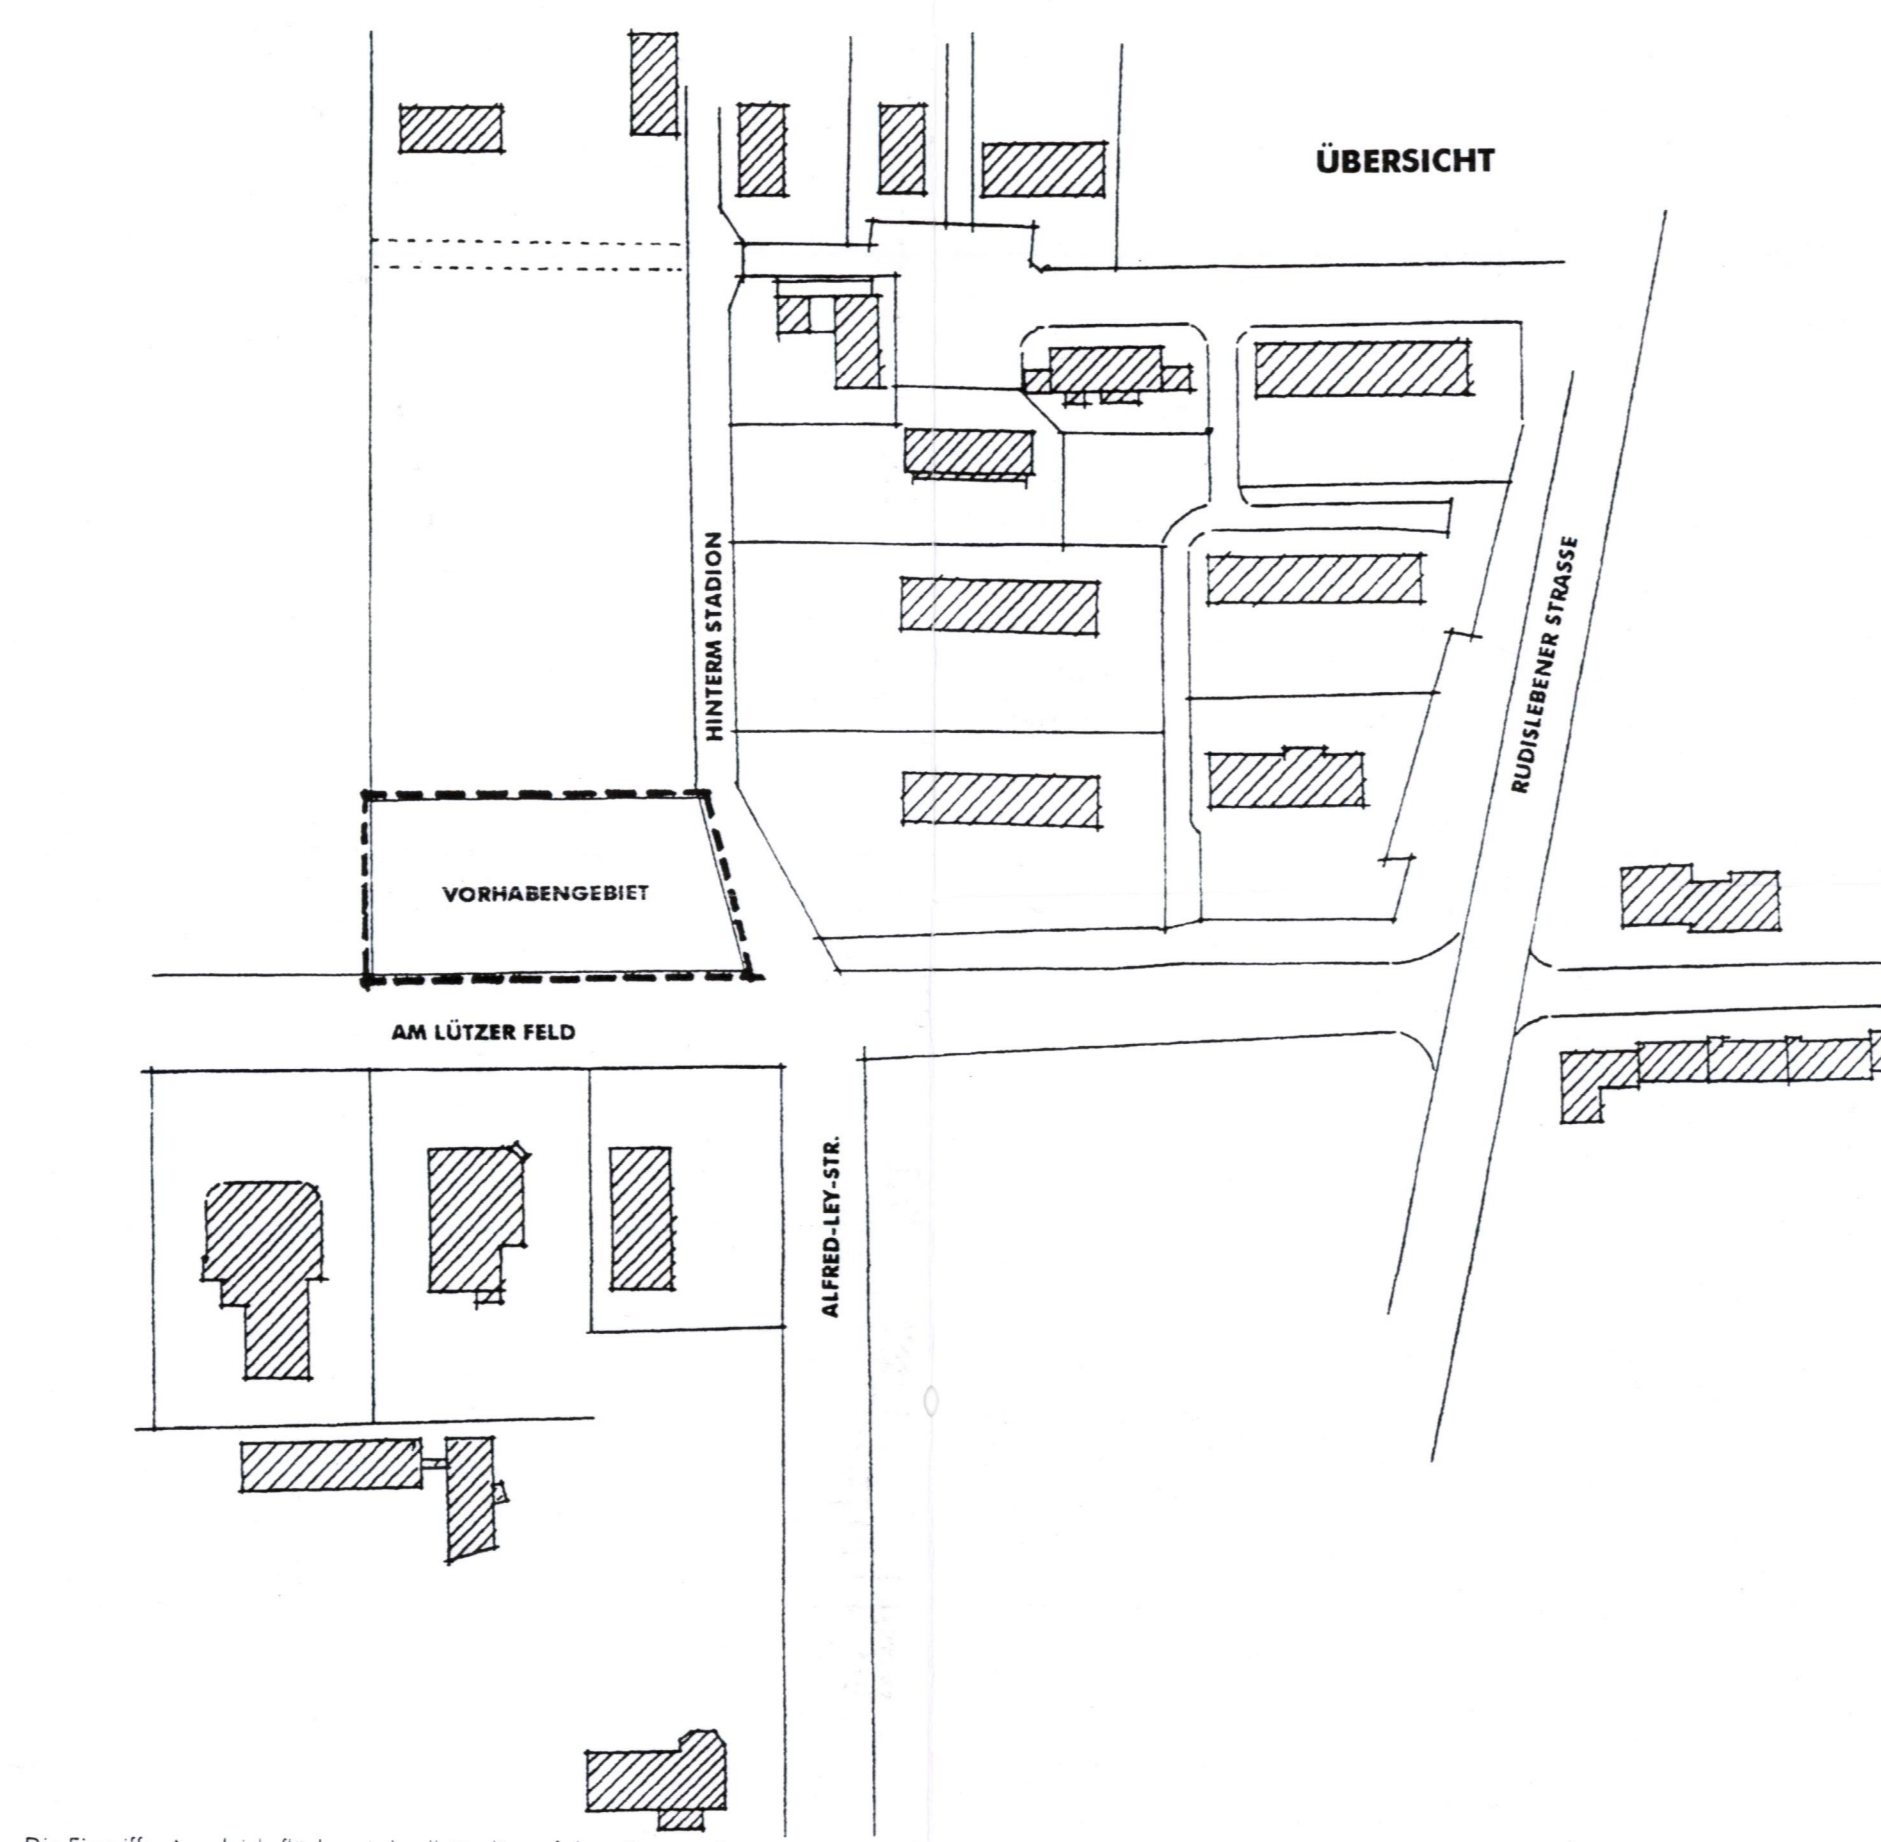 ÜBERSICHT
HINTERM STADION
RUDISLEBENER STRASSE
VORHABENGEBIET
AM LÜTZER FELD
ALFRED-LEY-STR.